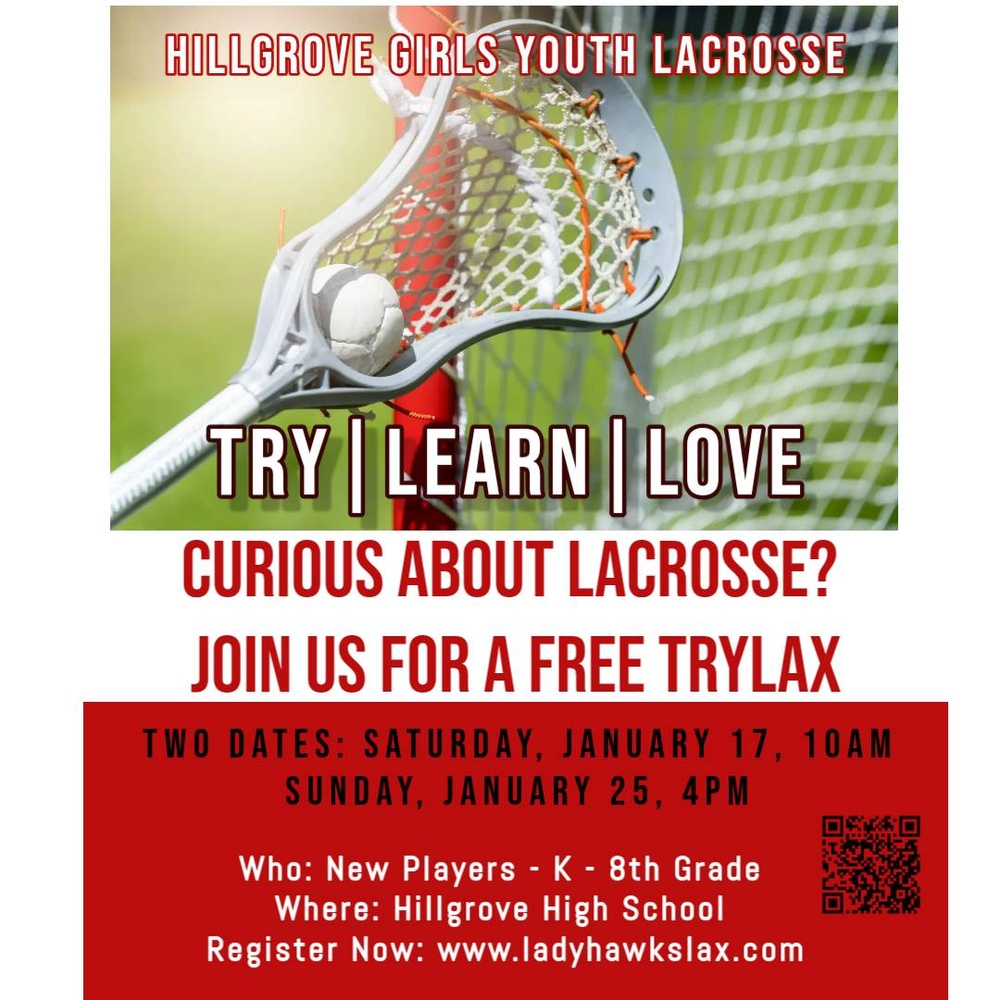 HILLGROVE GIRLS YOUTH LACROSSE
TRY | LEARN | LOVE
CURIOUS ABOUT LACROSSE?
JOIN US FOR A FREE TRYLAX
TWO DATES: SATURDAY, JANUARY 17, 10AM
SUNDAY, JANUARY 25, 4PM
Who: New Players - K - 8th Grade
Where: Hillgrove High School
Register Now: www.ladyhawkslax.com